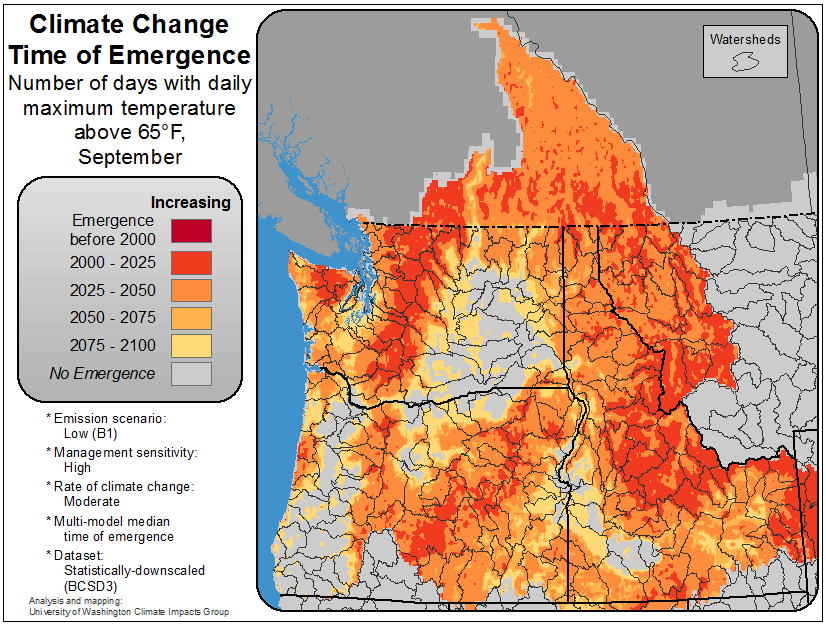 Climate Change
Time of Emergence
Number of days with daily
maximum temperature
above 65°F,
September
Increasing
Emergence
before 2000
2000 - 2025
2025 - 2050
2050 - 2075
2075 - 2100
No Emergence
* Emission scenario:
Low (B1)
* Management sensitivity:
High
* Rate of climate change:
Moderate
* Multi-model median
time of emergence
* Dataset:
Statistically-downscaled
(BCSD3)
Analysis and mapping:
University of Washington Climate Impacts Group
Watersheds